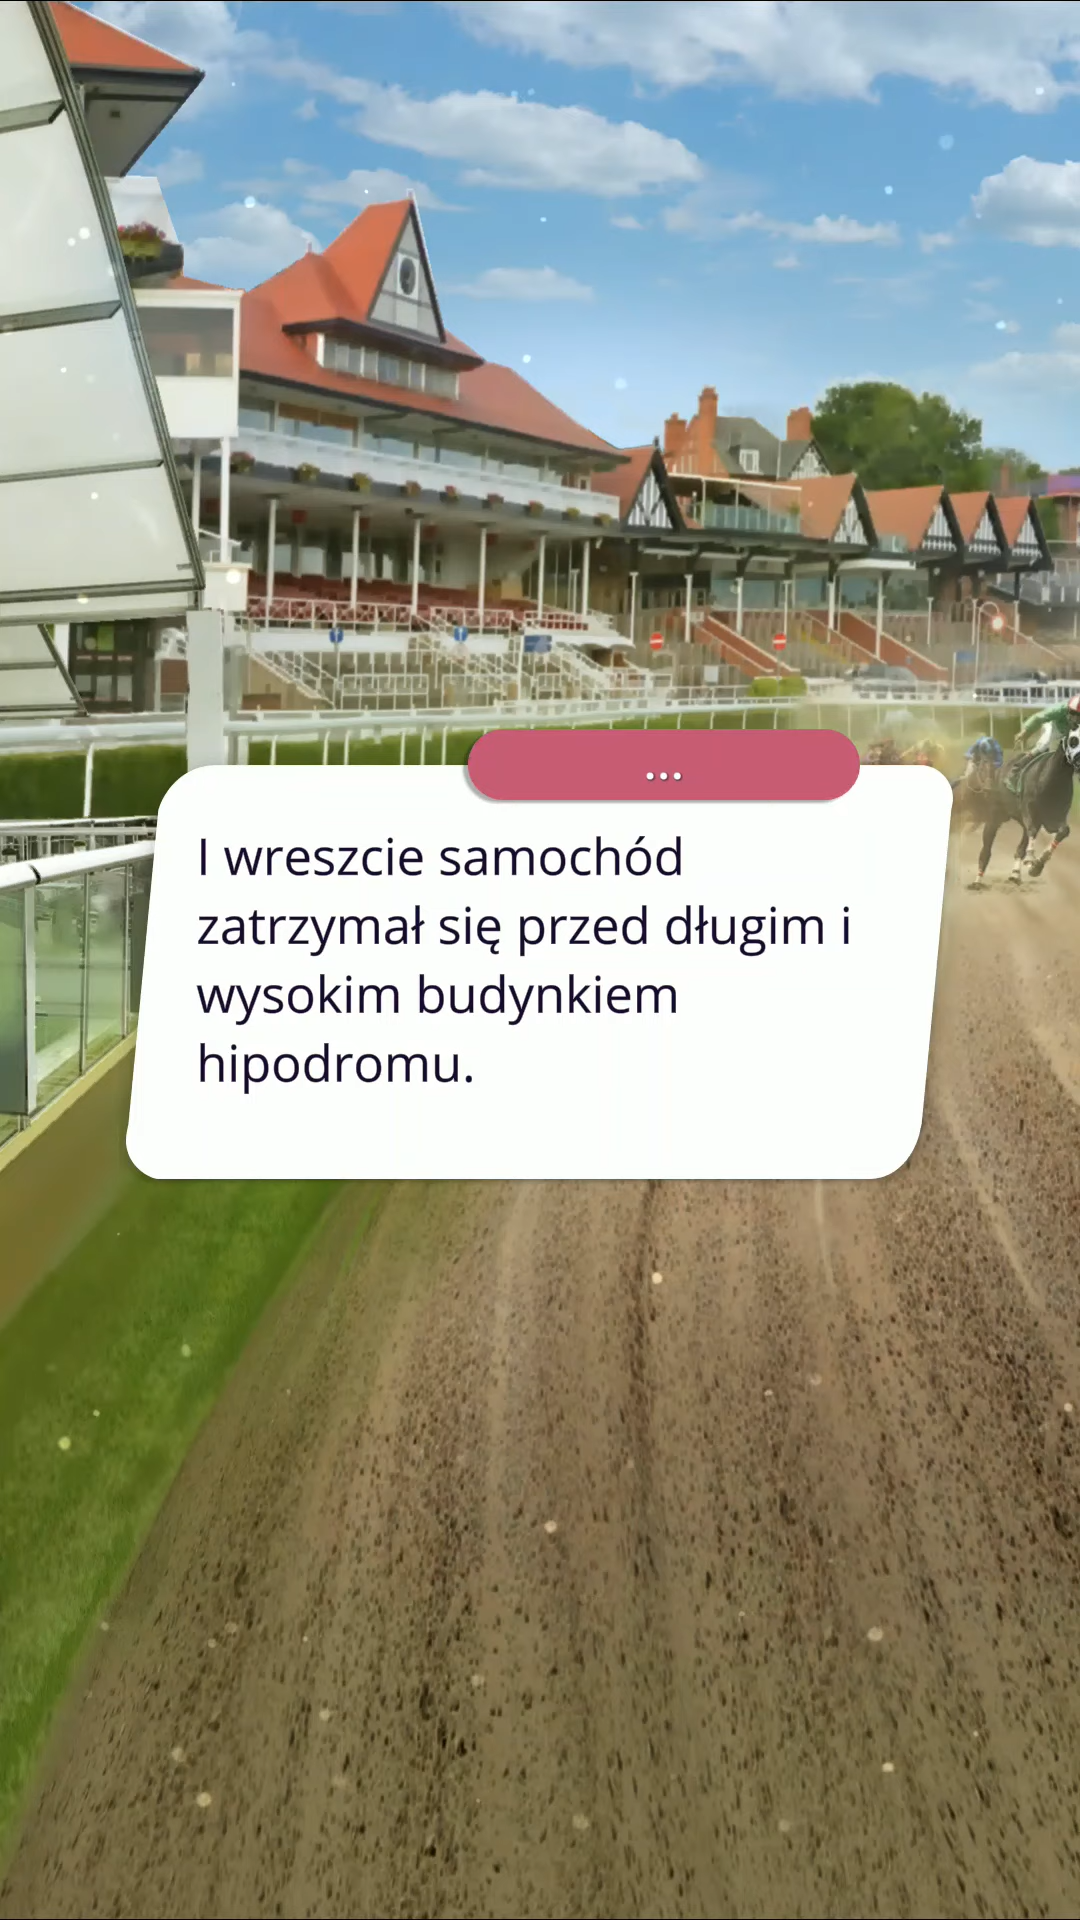 ...
I wreszcie samochód
zatrzymał się przed długim i
wysokim budynkiem
hipodromu.